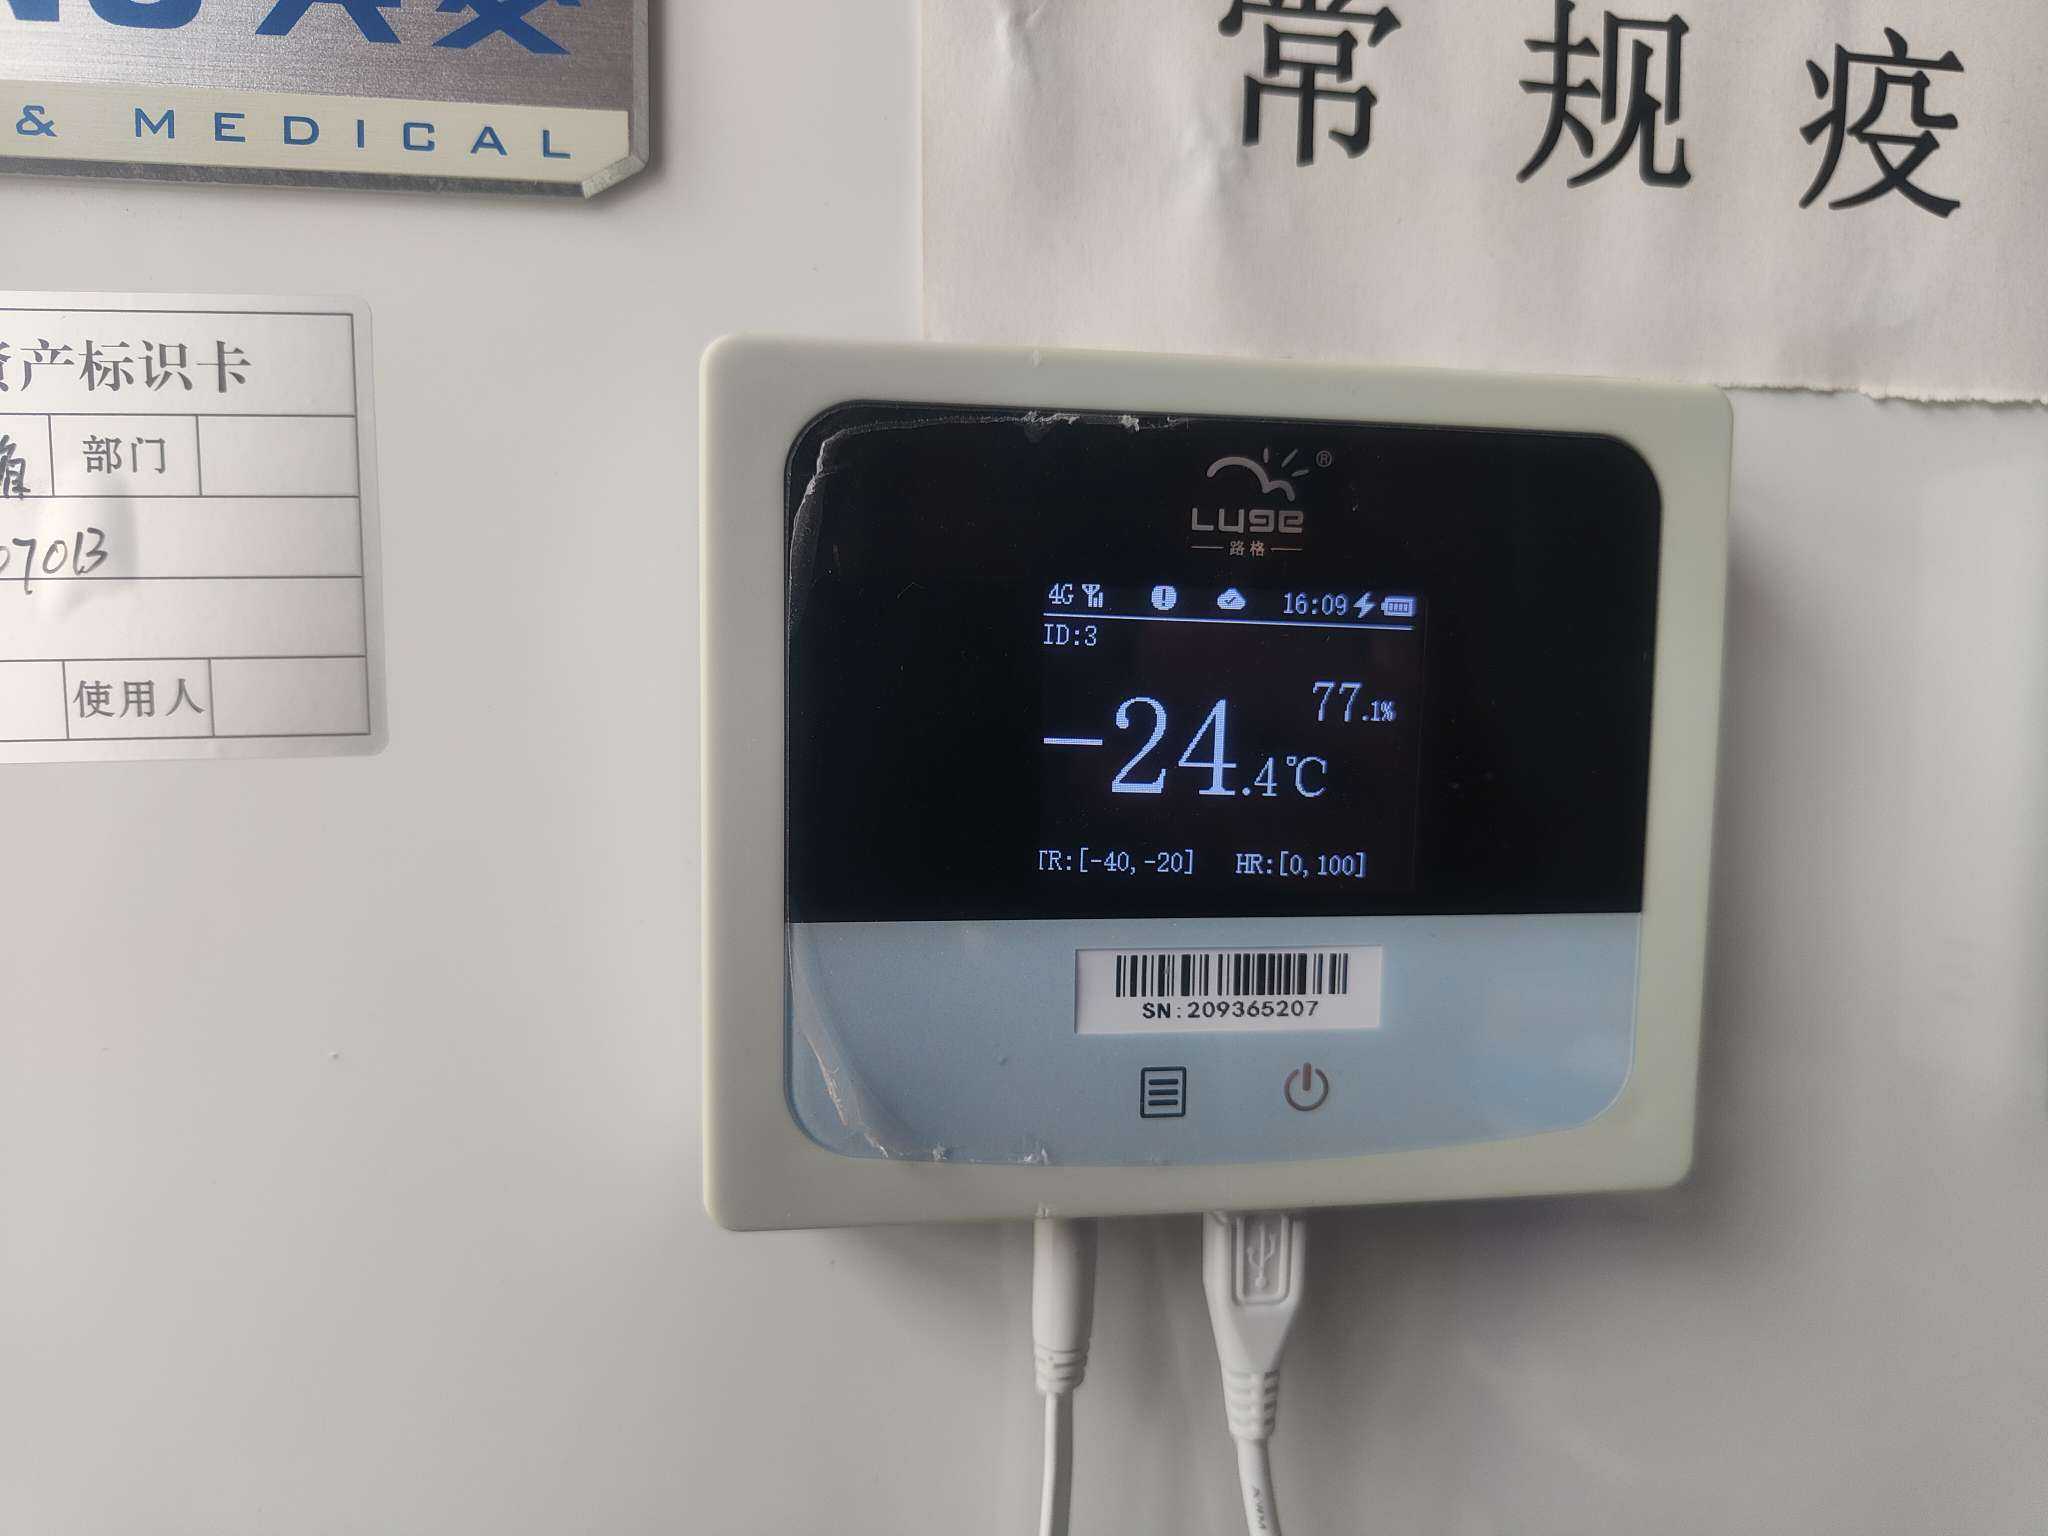 & MEDICAL
常规疫
资产标识卡
部门
07013
使用人
LUGE®
路格
4G 16:09
ID:3
77.1%
-24.4℃
TR:[-40,-20] HR:[0,100]
SN:209365207